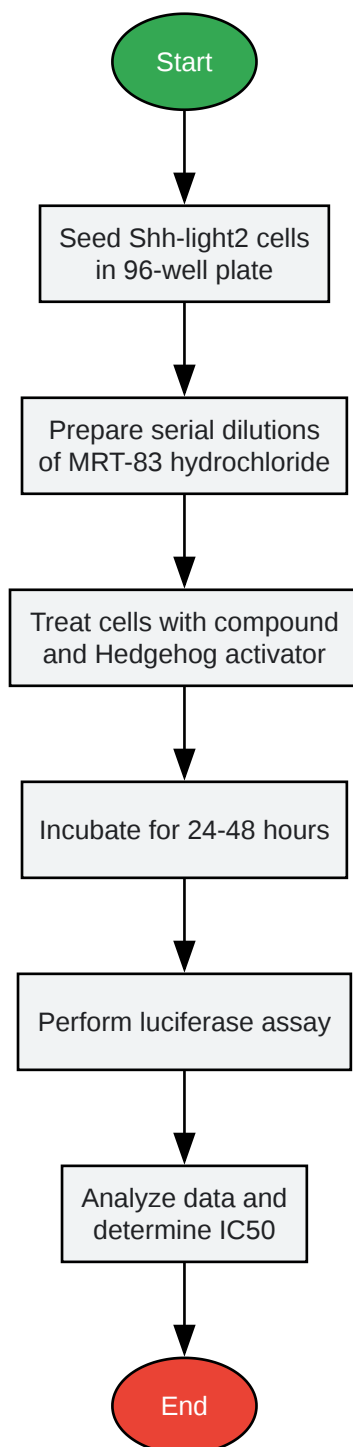 Start
Seed Shh-light2 cells
in 96-well plate
Prepare serial dilutions
of MRT-83 hydrochloride
Treat cells with compound
and Hedgehog activator
Incubate for 24-48 hours
Perform luciferase assay
Analyze data and
determine IC50
End